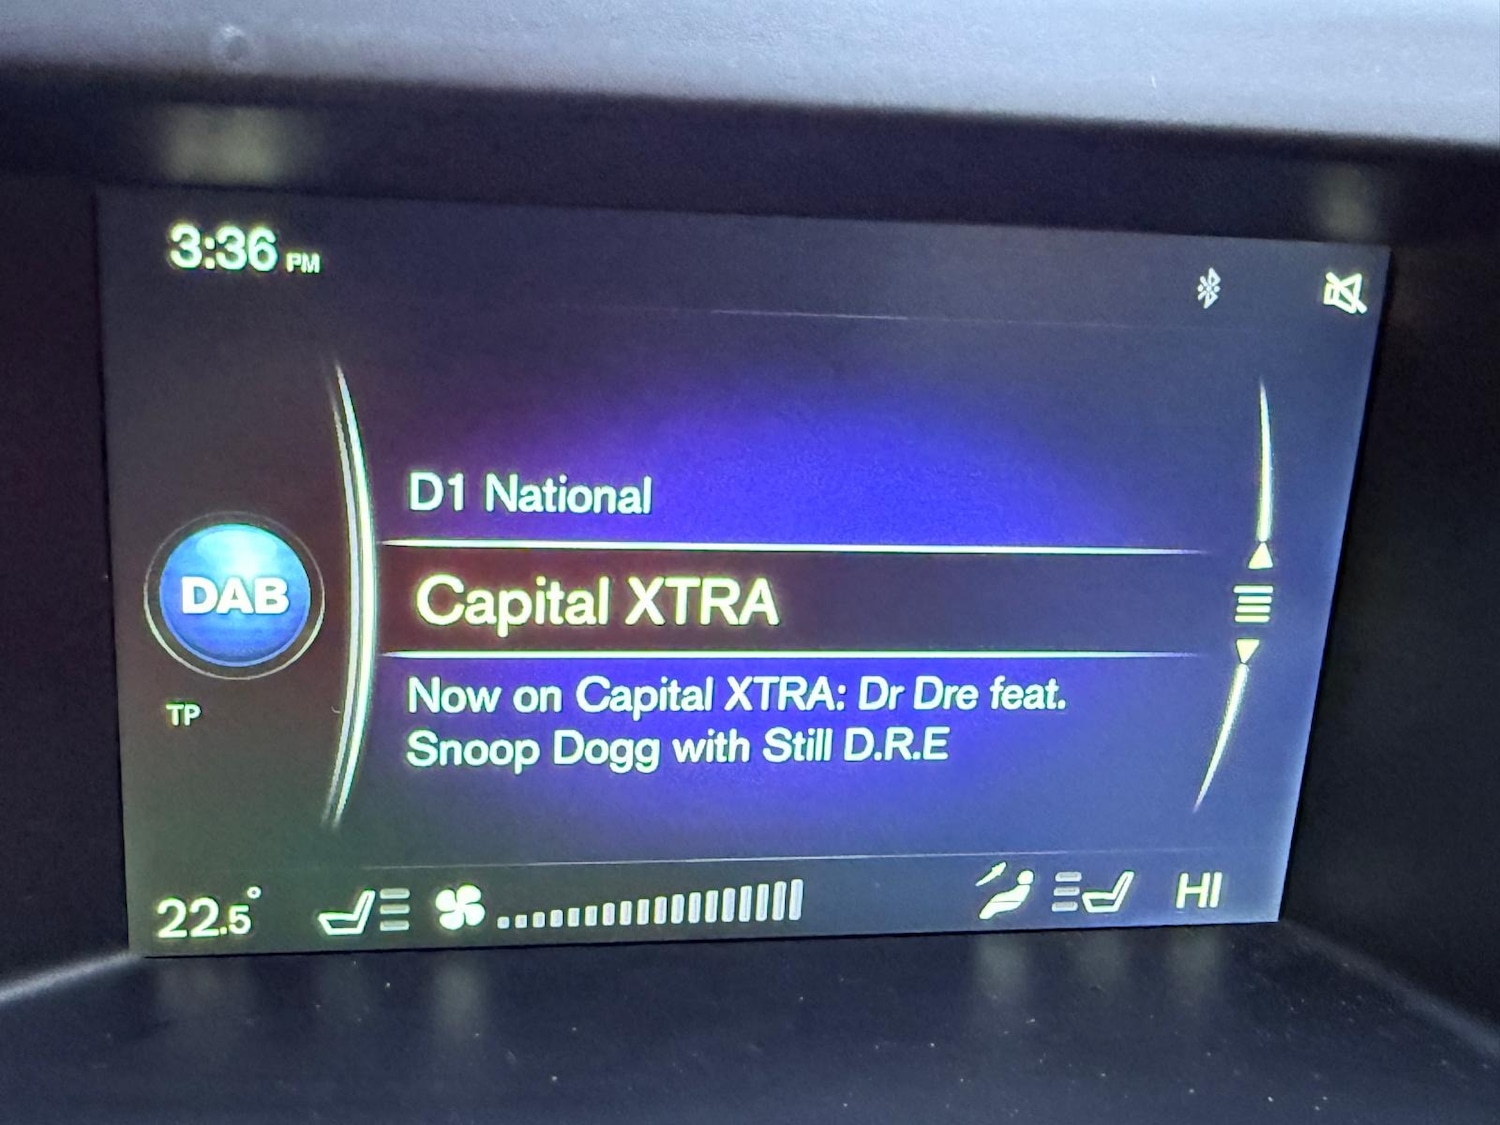 3:36 PM
D1 National
Capital XTRA
DAB
TP
Now on Capital XTRA: Dr Dre feat.
Snoop Dogg with Still D.R.E
22.5°
HI